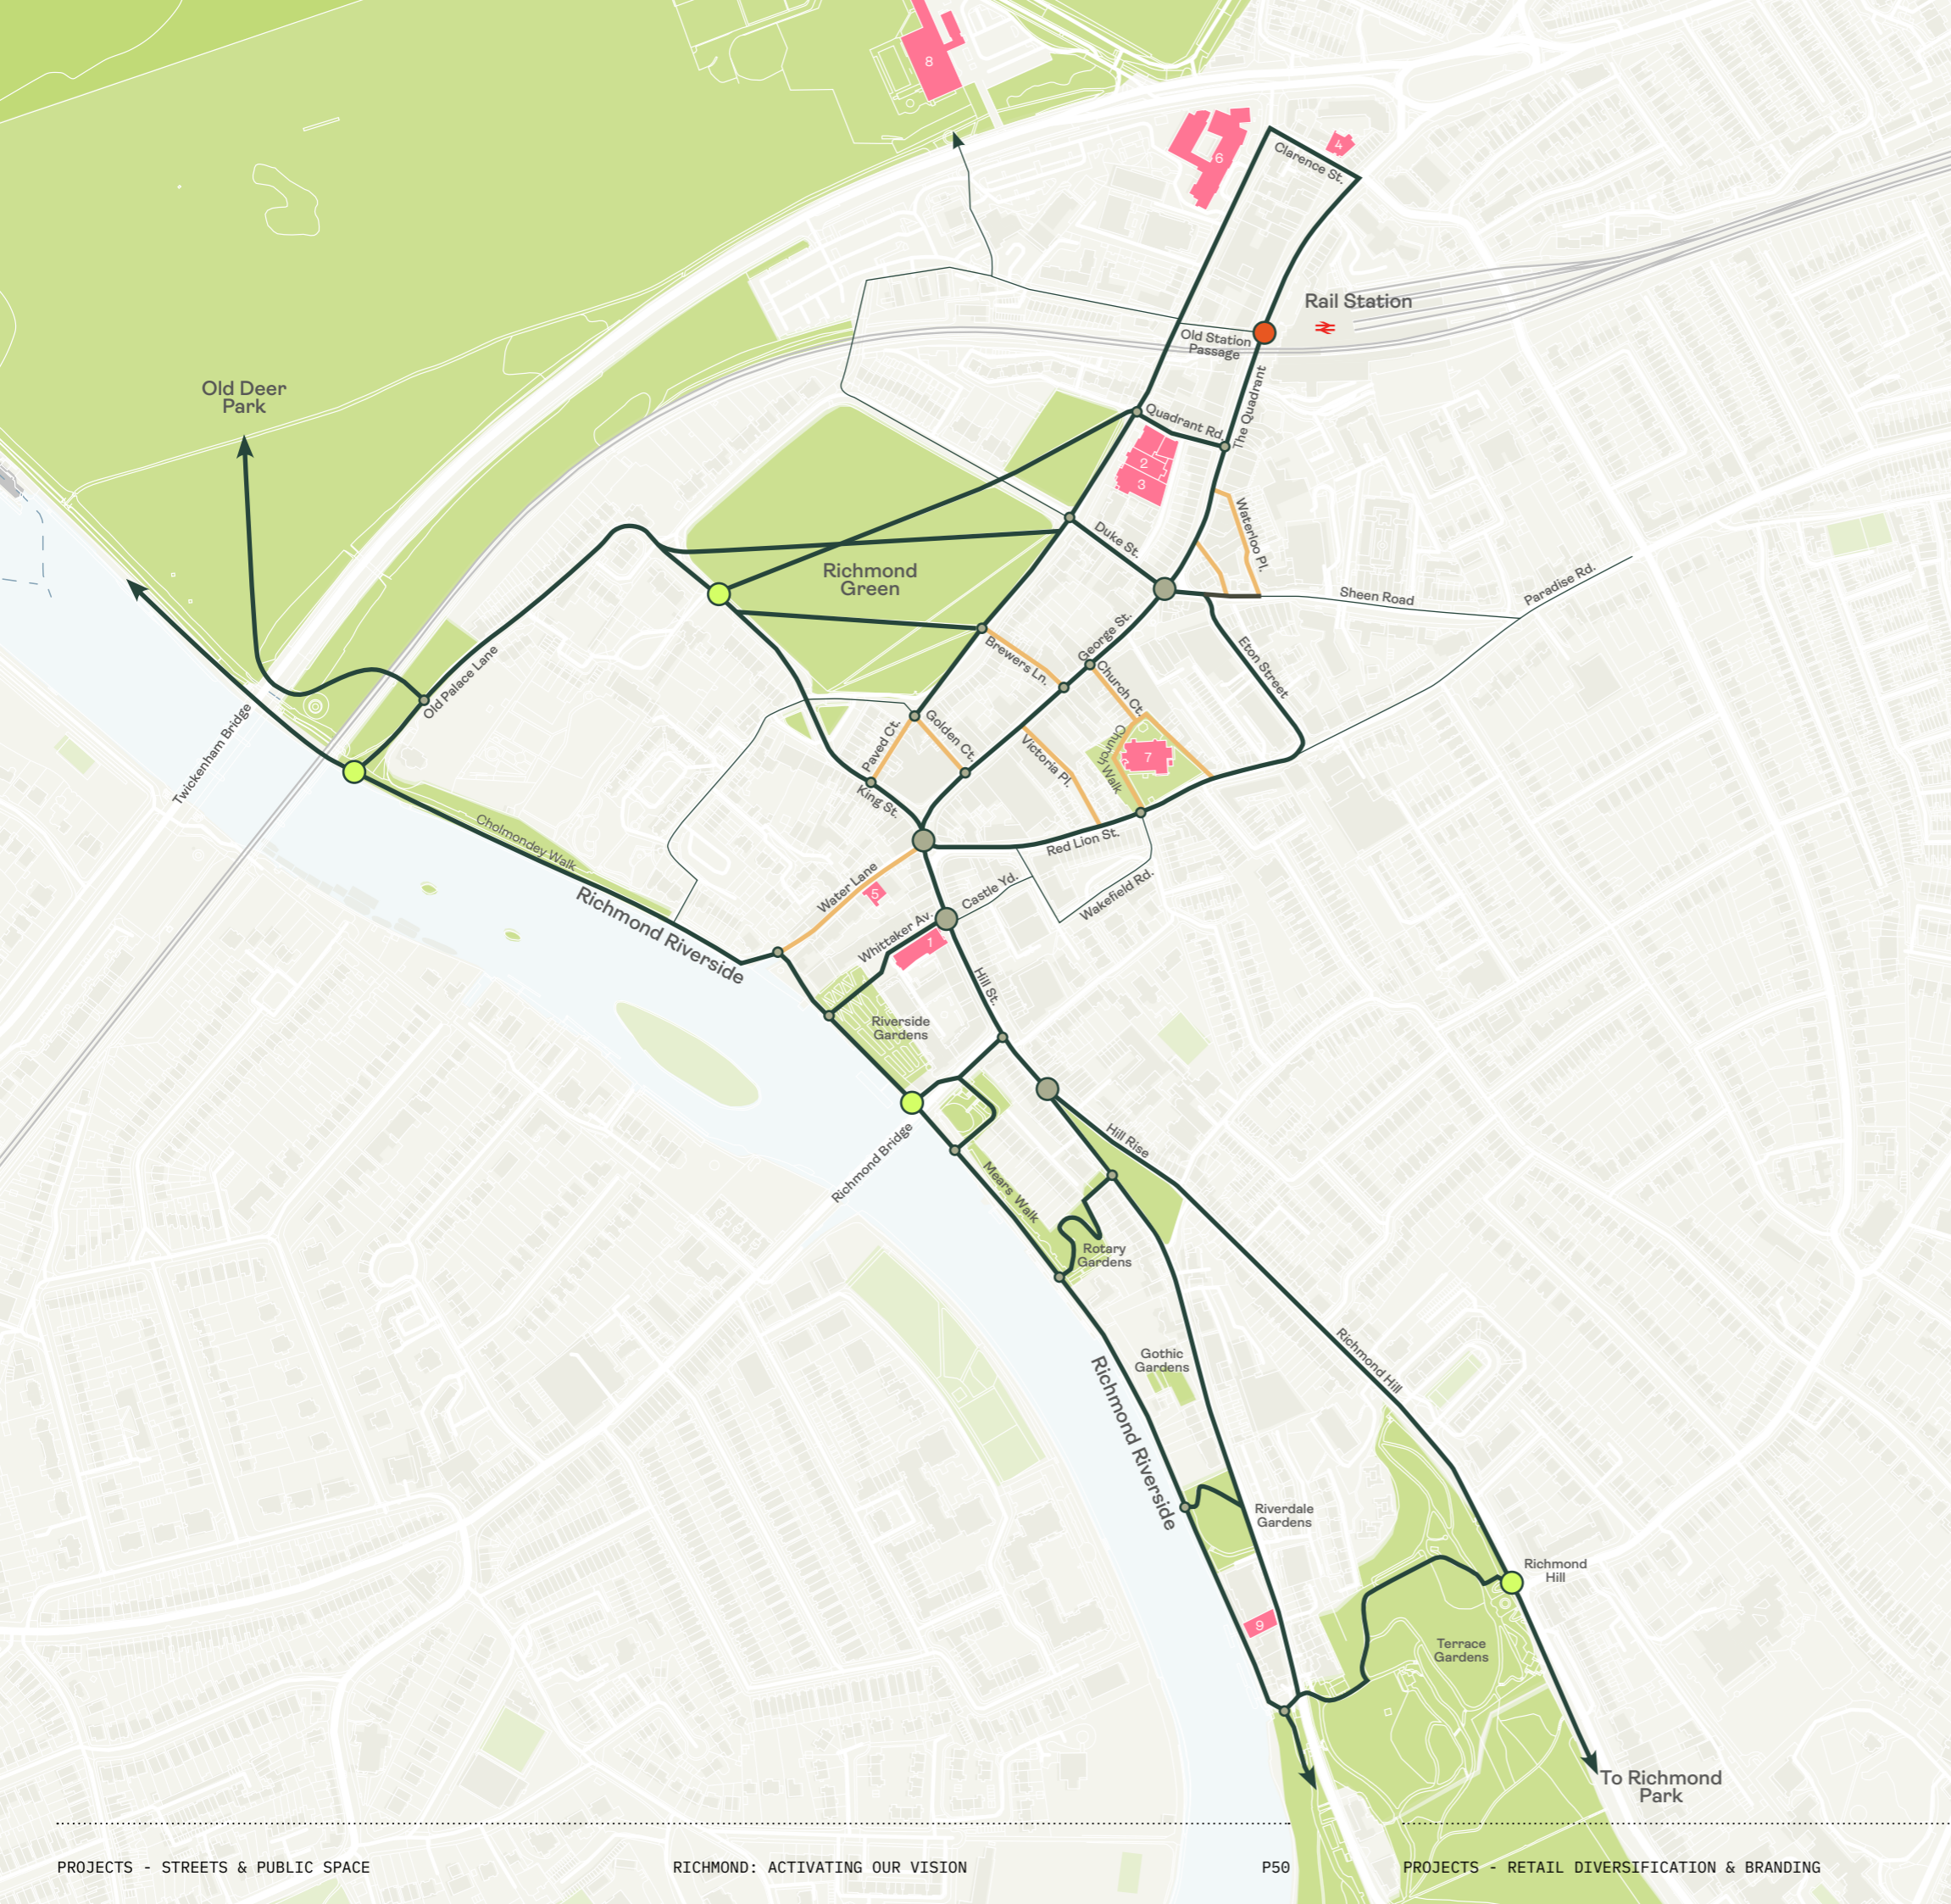 8
6
4
Clarence St.
Rail Station
Old Station
Passage
The Quadrant
Old Deer
Park
Quadrant Rd.
2
3
Waterloo Pl.
Duke St.
Richmond
Green
Sheen Road
Paradise Rd.
George St.
Brewers Ln.
Church Ct.
Eton Street
Old Palace Lane
Twickenham Bridge
Paved Ct.
Golden Ct.
Victoria Pl.
Church Walk
7
King St.
Red Lion St.
Cholmondey Walk
Water Lane
5
Castle Yd.
Wakefield Rd.
Richmond Riverside
Whittaker Av.
1
Hill St.
Riverside
Gardens
Richmond Bridge
Hill Rise
Mears Walk
Rotary
Gardens
Gothic
Gardens
Richmond Hill
Richmond Riverside
Riverdale
Gardens
Richmond
Hill
9
Terrace
Gardens
To Richmond
Park
PROJECTS - STREETS & PUBLIC SPACE
RICHMOND: ACTIVATING OUR VISION
P50
PROJECTS - RETAIL DIVERSIFICATION & BRANDING